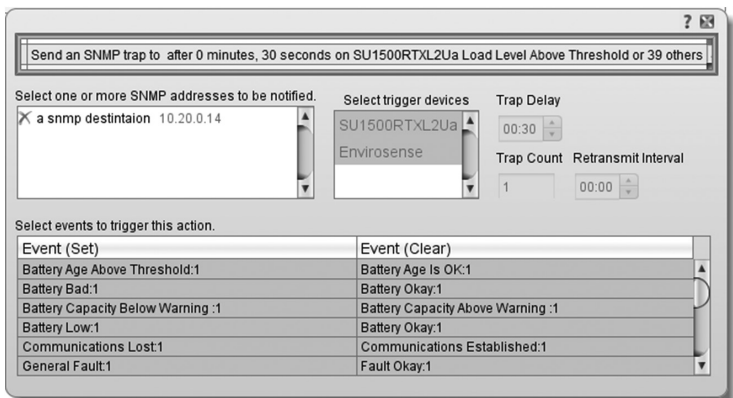 ?
Send an SNMP trap to after 0 minutes, 30 seconds on SU1500RTXL2Ua Load Level Above Threshold or 39 others
Select one or more SNMP addresses to be notified.
a snmp destintaion 10.20.0.14
Select trigger devices
SU1500RTXL2Ua
Envirosense
Trap Delay
00:30
Trap Count Retransmit Interval
1 00:00
Select events to trigger this action.
Event (Set) Event (Clear)
Battery Age Above Threshold:1 Battery Age Is OK:1
Battery Bad:1 Battery Okay:1
Battery Capacity Below Warning :1 Battery Capacity Above Warning :1
Battery Low:1 Battery Okay:1
Communications Lost:1 Communications Established:1
General Fault:1 Fault Okay:1